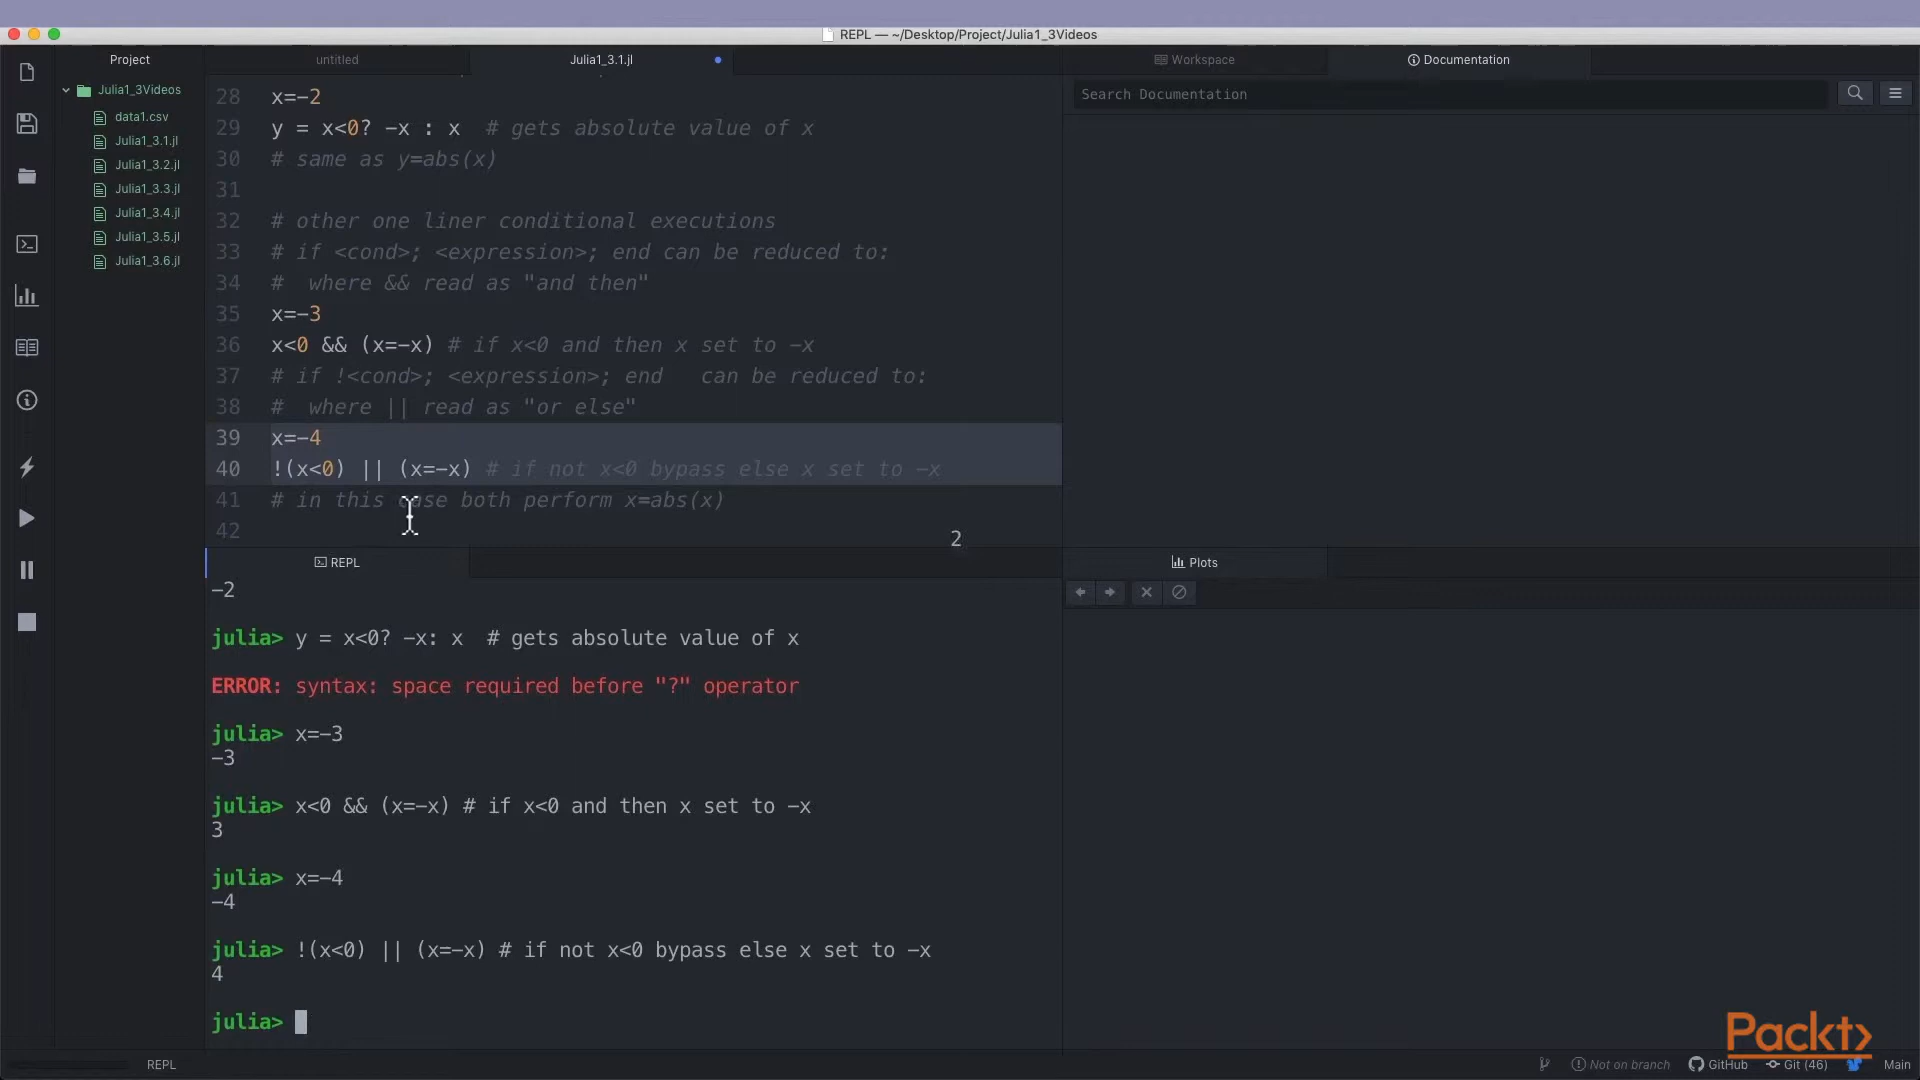 REPL — ~/Desktop/Project/Julia1_3Videos
Project
untitled
Julia1_3.1.jl
Workspace
Documentation
Search Documentation
Julia1_3Videos
data1.csv
Julia1_3.1.jl
Julia1_3.2.jl
Julia1_3.3.jl
Julia1_3.4.jl
Julia1_3.5.jl
Julia1_3.6.jl
28 x=-2
29 y = x<0? -x : x  # gets absolute value of x
30 # same as y=abs(x)
31
32 # other one liner conditional executions
33 # if <cond>; <expression>; end can be reduced to:
34 #  where && read as "and then"
35 x=-3
36 x<0 && (x=-x) # if x<0 and then x set to -x
37 # if !<cond>; <expression>; end   can be reduced to:
38 #  where || read as "or else"
39 x=-4
40 !(x<0) || (x=-x) # if not x<0 bypass else x set to -x
41 # in this case both perform x=abs(x)
42
2
REPL
-2
julia> y = x<0? -x: x  # gets absolute value of x
ERROR: syntax: space required before "?" operator
julia> x=-3
-3
julia> x<0 && (x=-x) # if x<0 and then x set to -x
3
julia> x=-4
-4
julia> !(x<0) || (x=-x) # if not x<0 bypass else x set to -x
4
julia>
Plots
Packt>
REPL
Not on branch
GitHub
Git (46)
Main